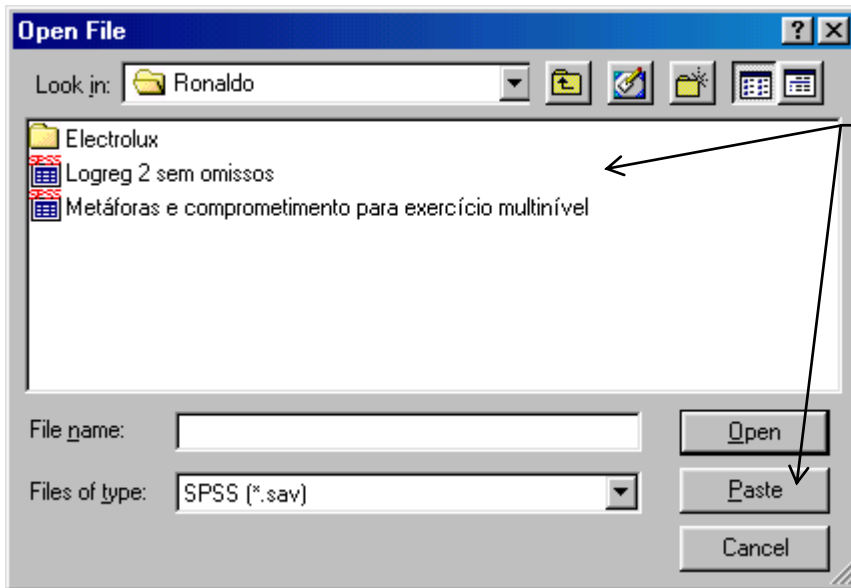 Open File
Look in: Ronaldo
Electrolux
SPSS Logreg 2 sem omissos
SPSS Metáforas e comprometimento para exercício multinível
File name: Open
Files of type: SPSS (*.sav) Paste
Cancel